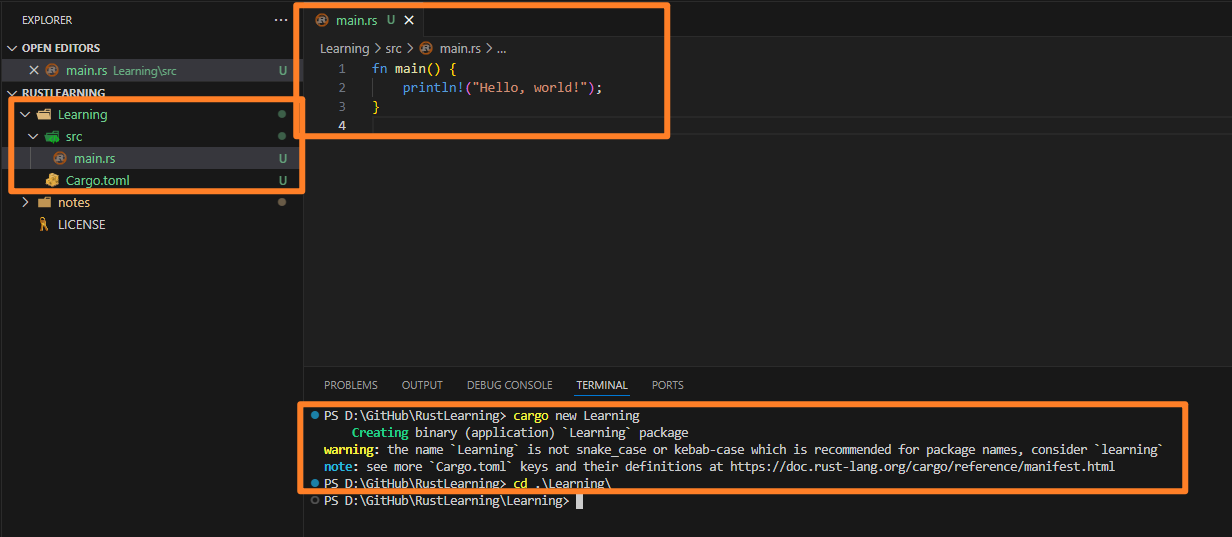 EXPLORER
OPEN EDITORS
main.rs Learning\src U
RUSTLEARNING
Learning
src
main.rs U
Cargo.toml U
notes
LICENSE
main.rs U
Learning > src > main.rs > ...
1 fn main() {
2 println!("Hello, world!");
3 }
4
PROBLEMS OUTPUT DEBUG CONSOLE TERMINAL PORTS
PS D:\GitHub\RustLearning> cargo new Learning
Creating binary (application) `Learning` package
warning: the name `Learning` is not snake_case or kebab-case which is recommended for package names, consider `learning`
note: see more `Cargo.toml` keys and their definitions at https://doc.rust-lang.org/cargo/reference/manifest.html
PS D:\GitHub\RustLearning> cd .\Learning\
PS D:\GitHub\RustLearning\Learning>